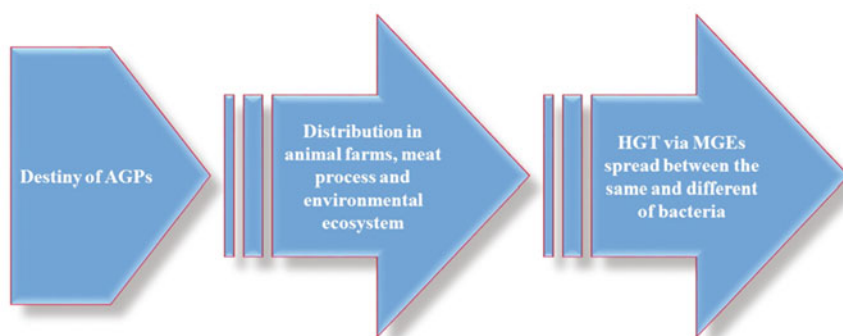 Destiny of AGPs
Distribution in
animal farms, meat
process and
environmental
ecosystem
HGT via MGEs
spread between the
same and different
of bacteria